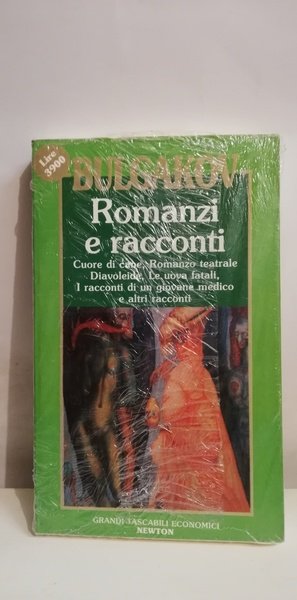 Lire
3900
BULGAKOV
Romanzi
e racconti
Cuore di cane, Romanzo teatrale
Diavoleide, Le uova fatali,
I racconti di un giovane medico
e altri racconti
GRANDI TASCABILI ECONOMICI
NEWTON